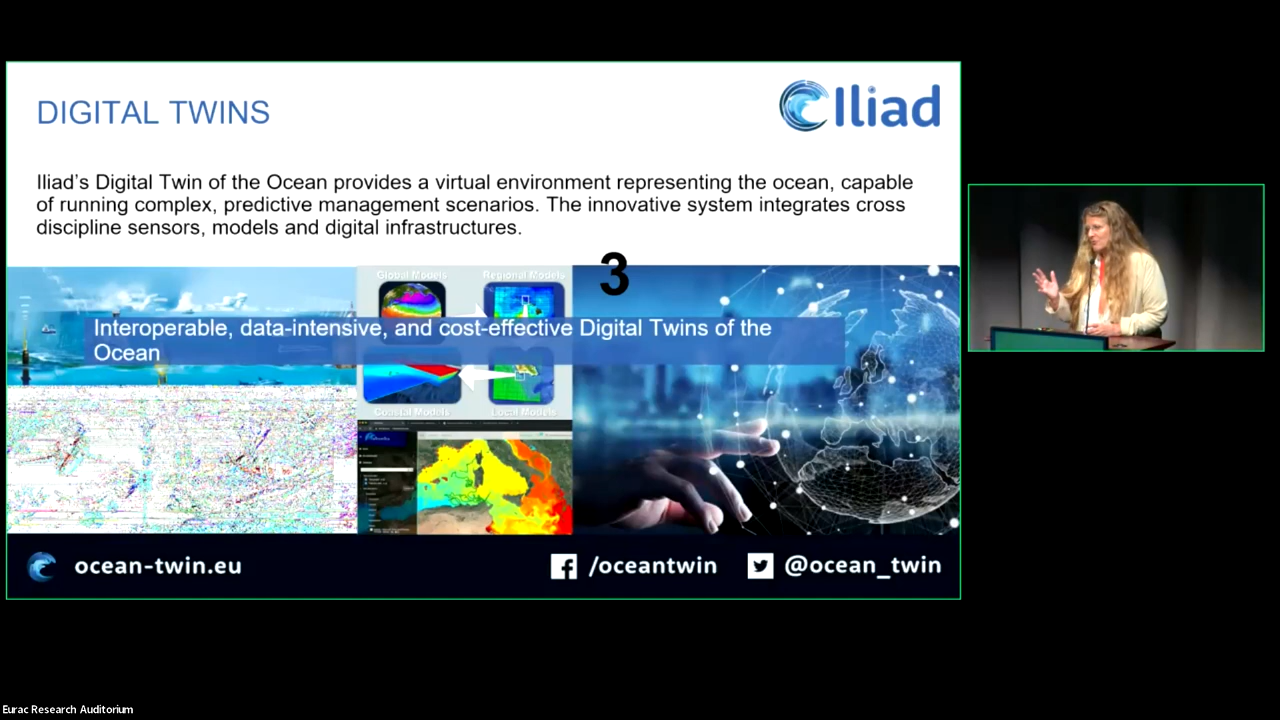 DIGITAL TWINS
Iliad
Iliad's Digital Twin of the Ocean provides a virtual environment representing the ocean, capable
of running complex, predictive management scenarios. The innovative system integrates cross
discipline sensors, models and digital infrastructures.
3
Global Models
Regional Models
Interoperable, data-intensive, and cost-effective Digital Twins of the
Ocean
Coastal Models
Local Models
ocean-twin.eu
/oceantwin
@ocean_twin
Eurac Research Auditorium